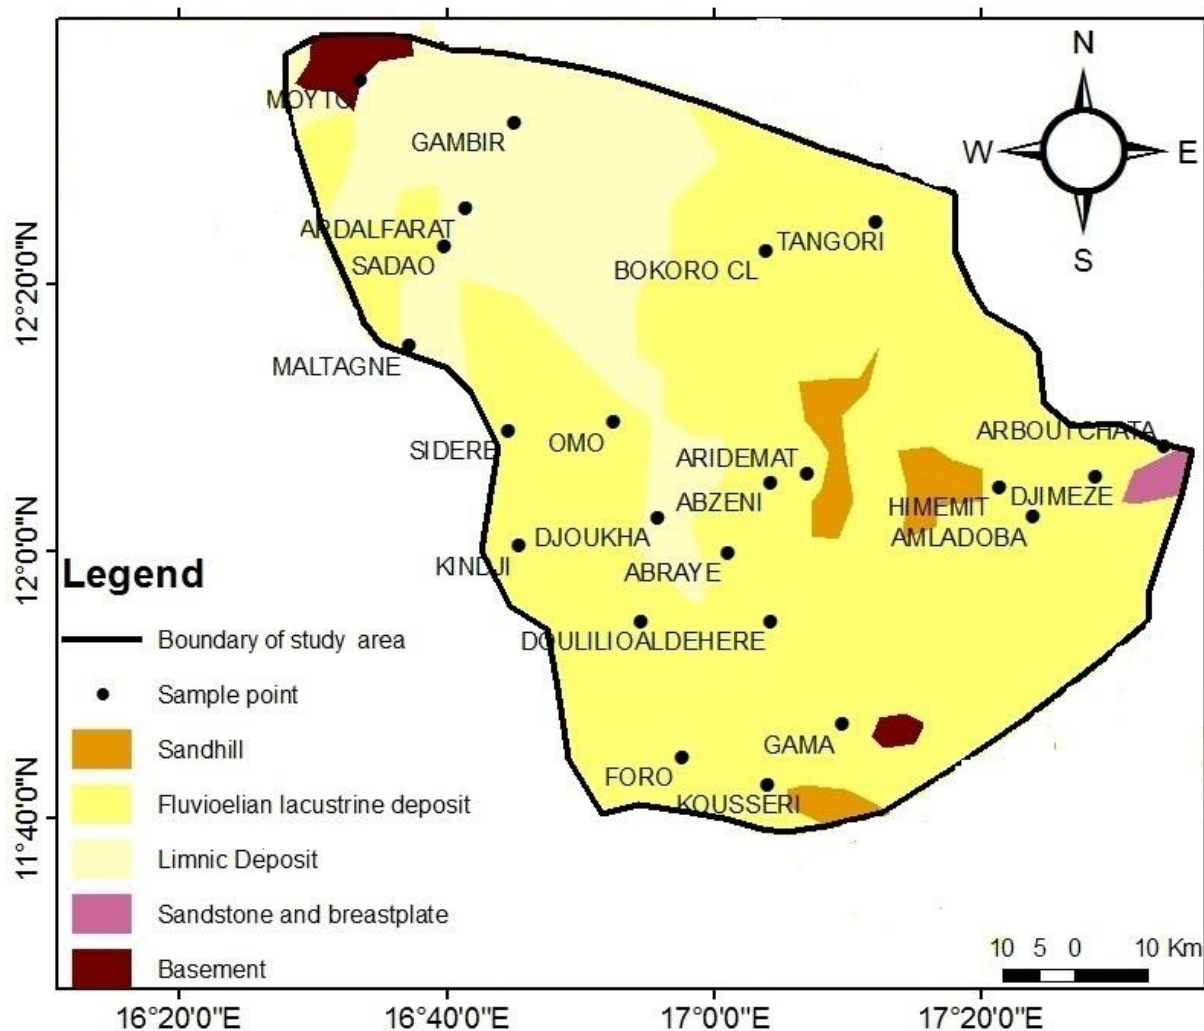 N
W E
S
MOYTO
GAMBIR
ARDALFARAT
SADAO
TANGORI
BOKORO CL
MALTAGNE
SIDERE
OMO
ARIDEMAT
ABZENI
ARBOUTCHATA
HIMEMIT
DJIMEZE
AMLADOBA
DJOUKHA
KINDJI
ABRAYE
DOULILIOALDEHERE
GAMA
FORO
KOUSSERI
12°20'0"N
12°0'0"N
11°40'0"N
Legend
Boundary of study area
Sample point
Sandhill
Fluvioelian lacustrine deposit
Limnic Deposit
Sandstone and breastplate
Basement
10 5 0 10 Km
16°20'0"E 16°40'0"E 17°0'0"E 17°20'0"E